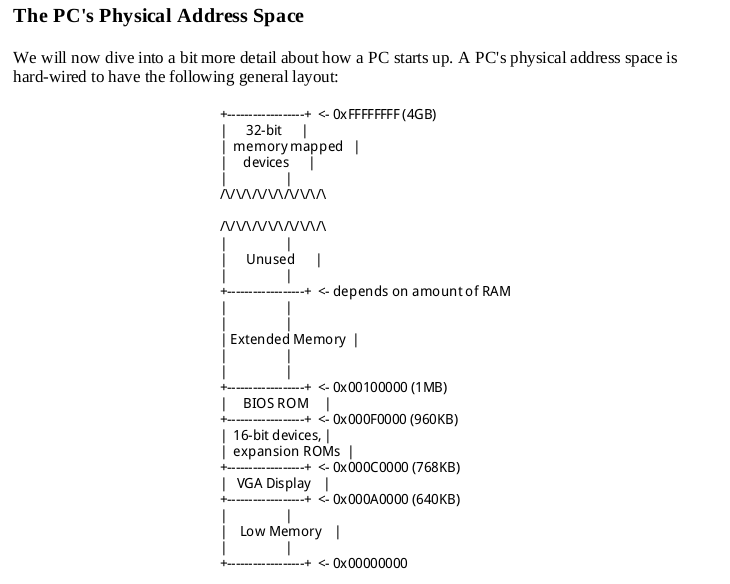 The PC's Physical Address Space
We will now dive into a bit more detail about how a PC starts up. A PC's physical address space is
hard-wired to have the following general layout:
+------------------+ <- 0xFFFFFFFF (4GB)
| 32-bit |
| memory mapped |
| devices |
| |
/\/\/\/\/\/\/\/\/\/\
/\/\/\/\/\/\/\/\/\/\
| |
| Unused |
| |
+------------------+ <- depends on amount of RAM
| |
| |
| Extended Memory |
| |
| |
+------------------+ <- 0x00100000 (1MB)
| BIOS ROM |
+------------------+ <- 0x000F0000 (960KB)
| 16-bit devices, |
| expansion ROMs |
+------------------+ <- 0x000C0000 (768KB)
| VGA Display |
+------------------+ <- 0x000A0000 (640KB)
| |
| Low Memory |
| |
+------------------+ <- 0x00000000